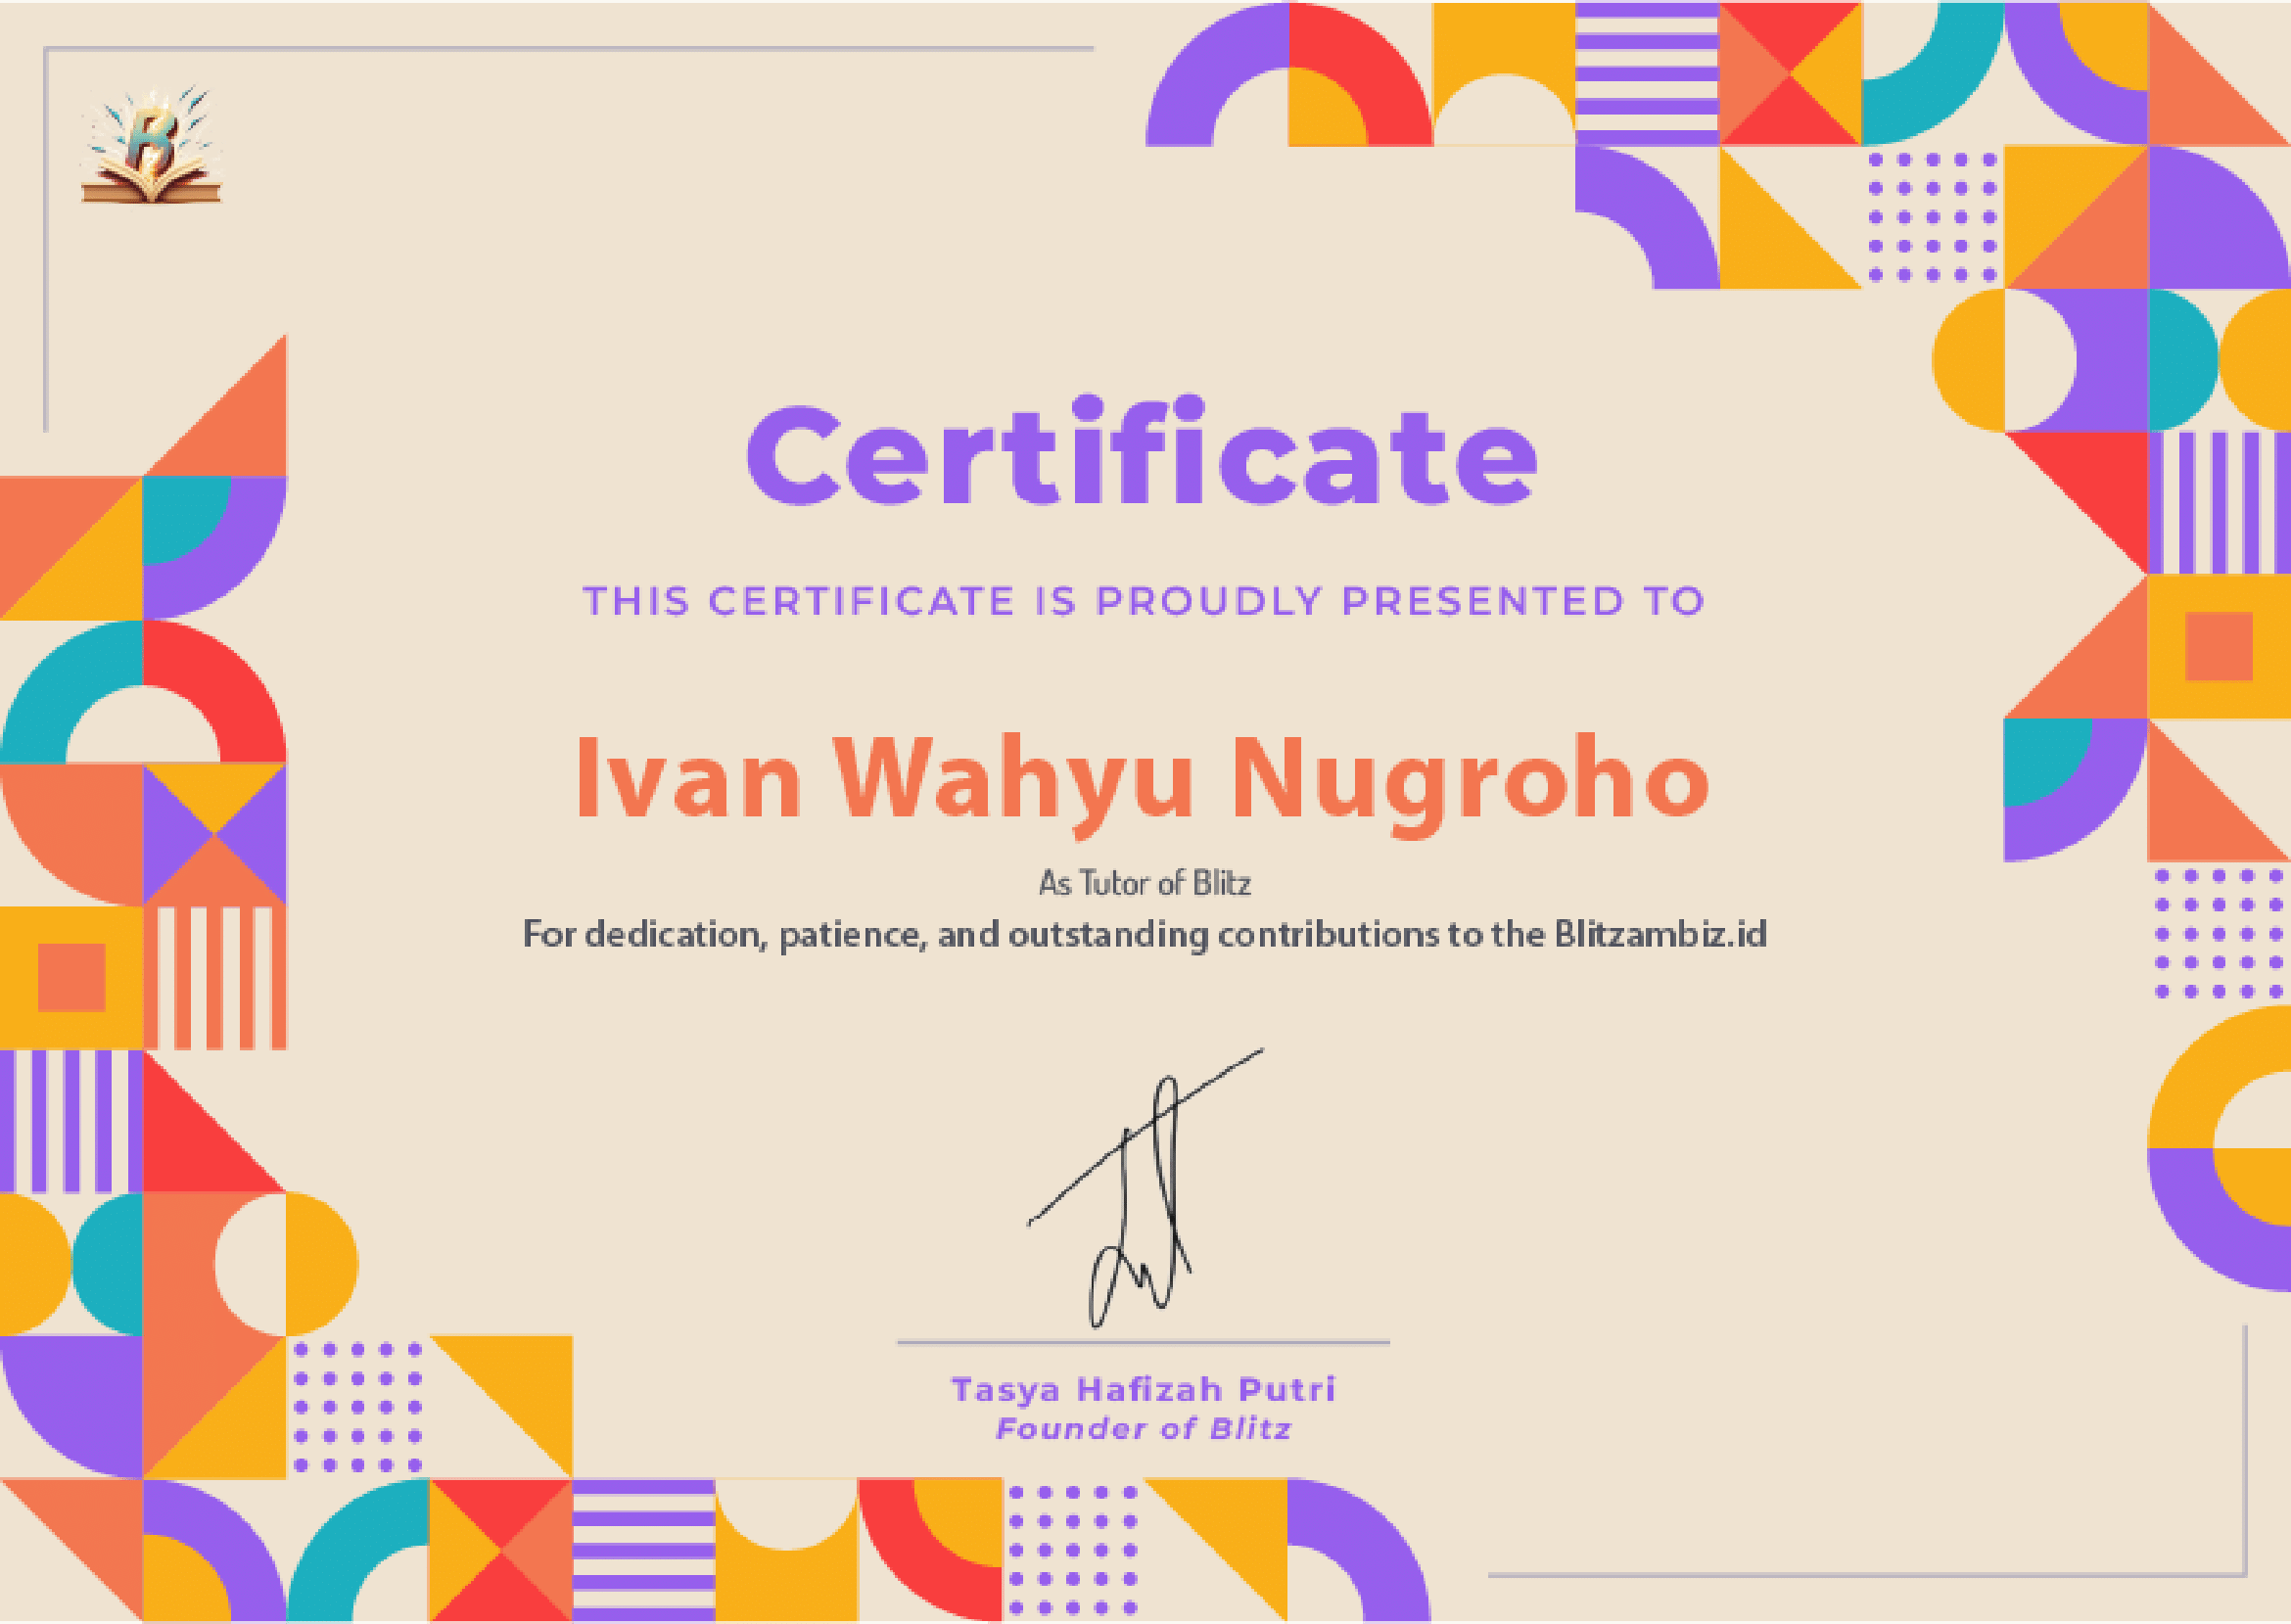 B
Certificate
THIS CERTIFICATE IS PROUDLY PRESENTED TO
Ivan Wahyu Nugroho
As Tutor of Blitz
For dedication, patience, and outstanding contributions to the Blitzambiz.id
Tasya Hafizah Putri
Founder of Blitz